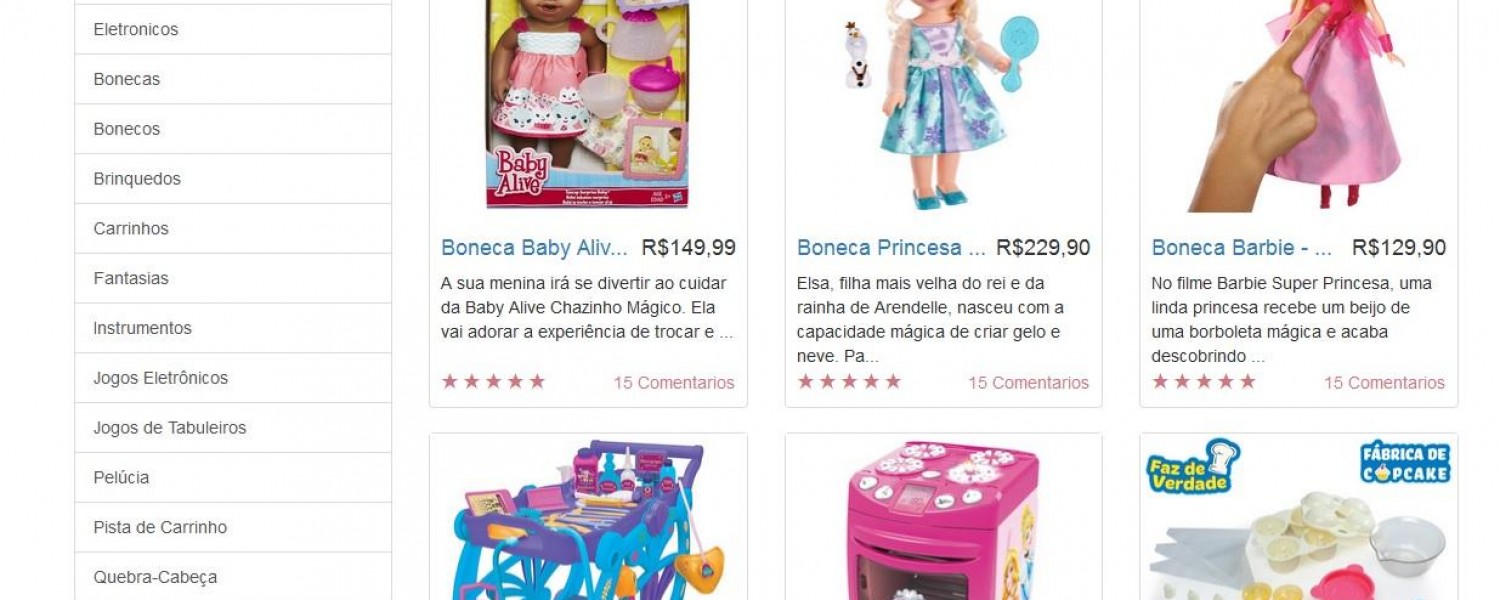 Eletronicos
Bonecas
Bonecos
Brinquedos
Carrinhos
Fantasias
Instrumentos
Jogos Eletrônicos
Jogos de Tabuleiros
Pelúcia
Pista de Carrinho
Quebra-Cabeça
Baby
Alive
Boneca Baby Aliv... R$149,99
A sua menina irá se divertir ao cuidar
da Baby Alive Chazinho Mágico. Ela
vai adorar a experiência de trocar e ...
15 Comentarios
Boneca Princesa ... R$229,90
Elsa, filha mais velha do rei e da
rainha de Arendelle, nasceu com a
capacidade mágica de criar gelo e
neve. Pa...
15 Comentarios
Boneca Barbie - ... R$129,90
No filme Barbie Super Princesa, uma
linda princesa recebe um beijo de
uma borboleta mágica e acaba
descobrindo ...
15 Comentarios
Faz de
Verdade
FÁBRICA DE
CUPCAKE